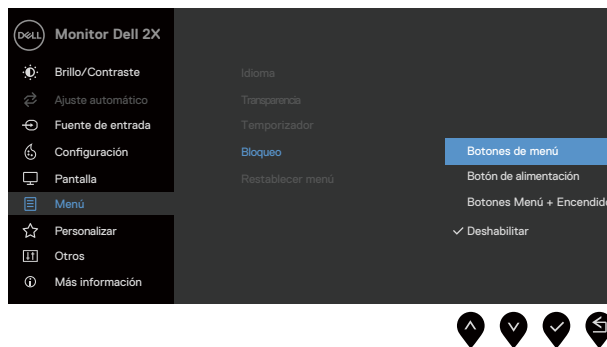 DELL Monitor Dell 2X
Brillo/Contraste
Ajuste automático
Fuente de entrada
Configuración
Pantalla
Menú
Personalizar
Otros
Más información
Idioma
Transparencia
Temporizador
Bloqueo
Restablecer menú
Botones de menú
Botón de alimentación
Botones Menú + Encendido
Deshabilitar